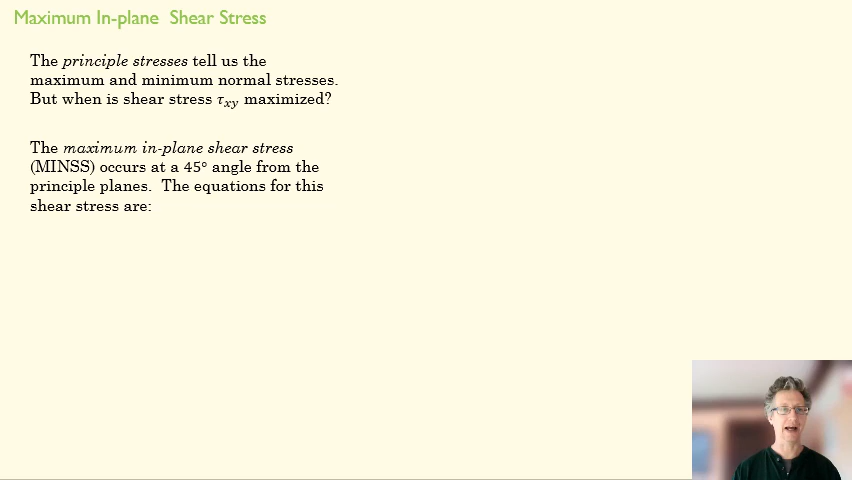 Maximum In-plane Shear Stress
The principle stresses tell us the
maximum and minimum normal stresses.
But when is shear stress τxy maximized?
The maximum in-plane shear stress
(MINSS) occurs at a 45° angle from the
principle planes. The equations for this
shear stress are: